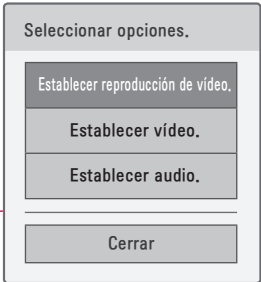 Seleccionar opciones.
Establecer reproducción de vídeo.
Establecer vídeo.
Establecer audio.
Cerrar